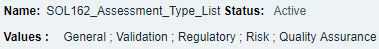 Name: SOL162_Assessment_Type_List Status: Active
Values : General ; Validation ; Regulatory ; Risk ; Quality Assurance